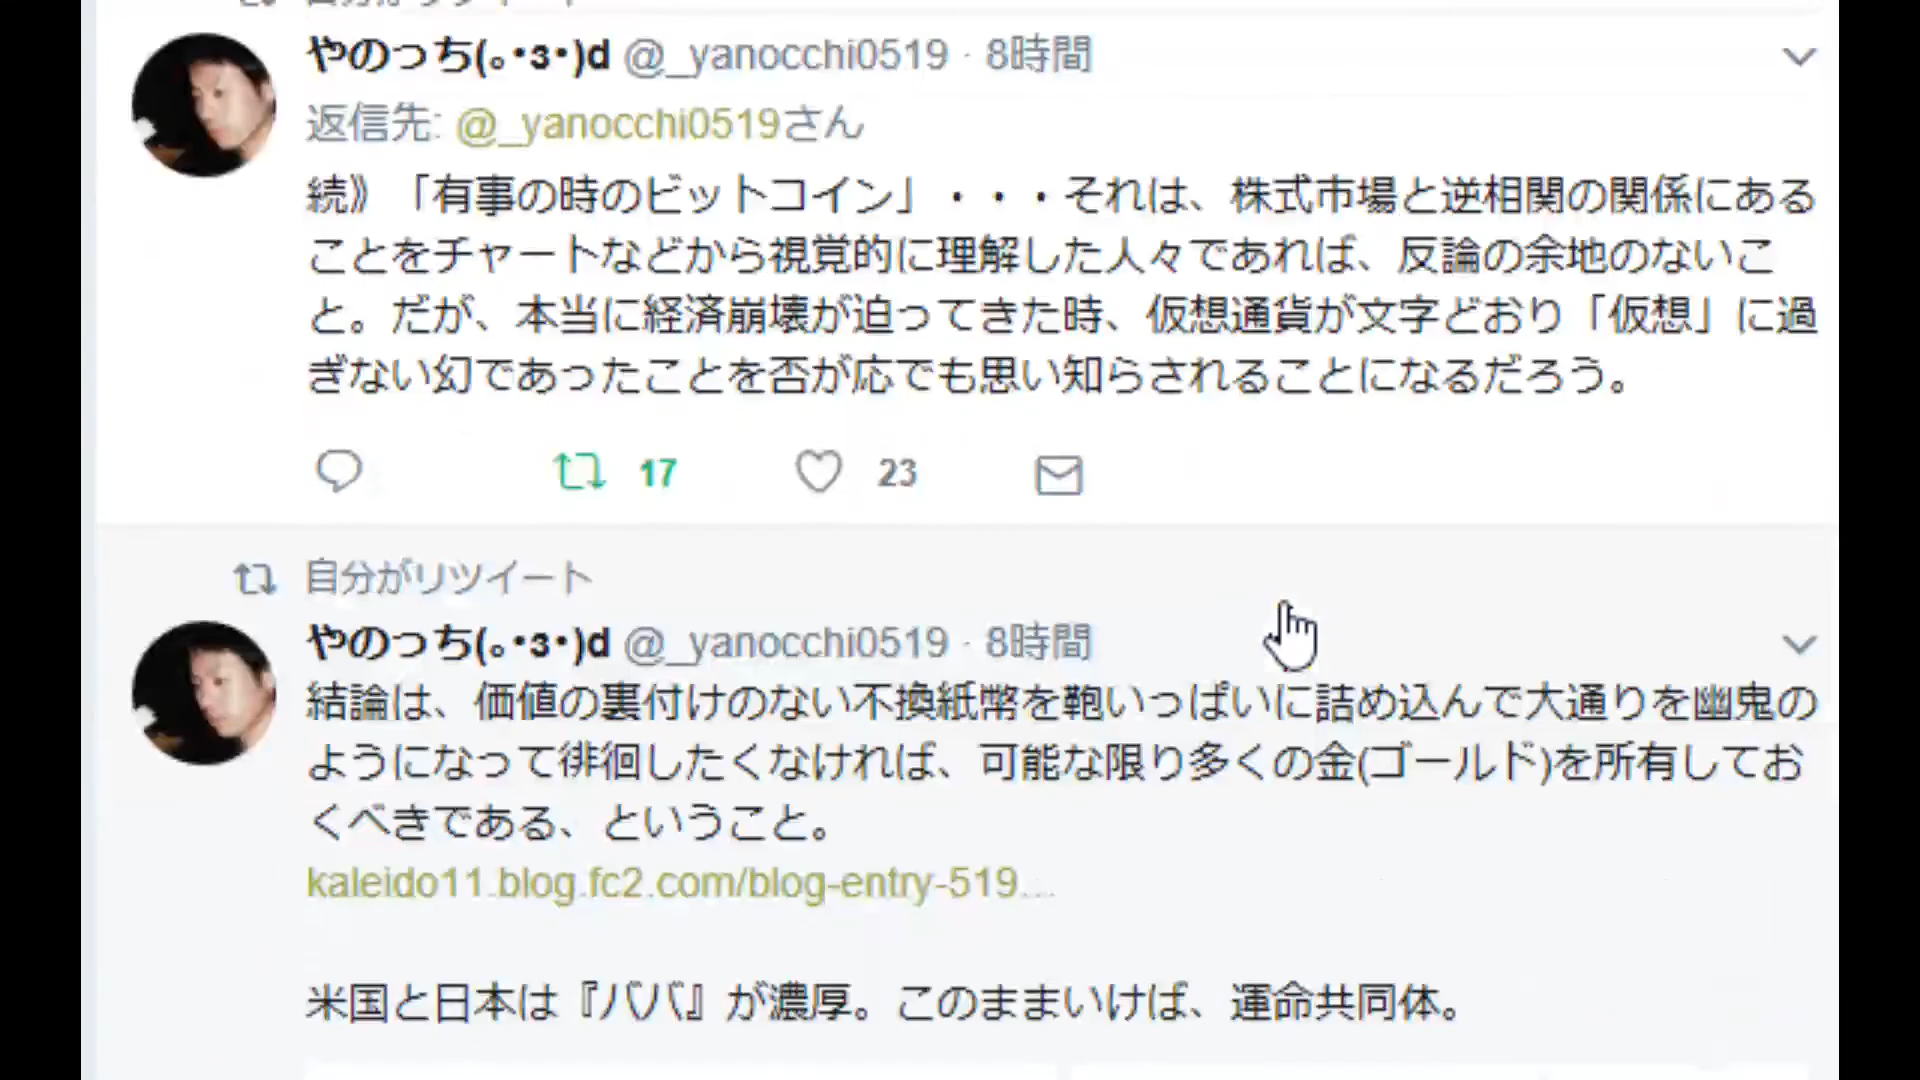 やのっち(｡･з･)d @_yanocchi0519 · 8時間
返信先: @_yanocchi0519さん
続》「有事の時のビットコイン」・・・それは、株式市場と逆相関の関係にある
ことをチャートなどから視覚的に理解した人々であれば、反論の余地のないこ
と。だが、本当に経済崩壊が迫ってきた時、仮想通貨が文字どおり「仮想」に過
ぎない幻であったことを否が応でも思い知らされることになるだろう。
17 23
自分がリツイート
やのっち(｡･з･)d @_yanocchi0519 · 8時間
結論は、価値の裏付けのない不換紙幣を鞄いっぱいに詰め込んで大通りを幽鬼の
ようになって徘徊したくなければ、可能な限り多くの金(ゴールド)を所有してお
くべきである、ということ。
kaleido11.blog.fc2.com/blog-entry-519…
米国と日本は『ババ』が濃厚。このままいけば、運命共同体。